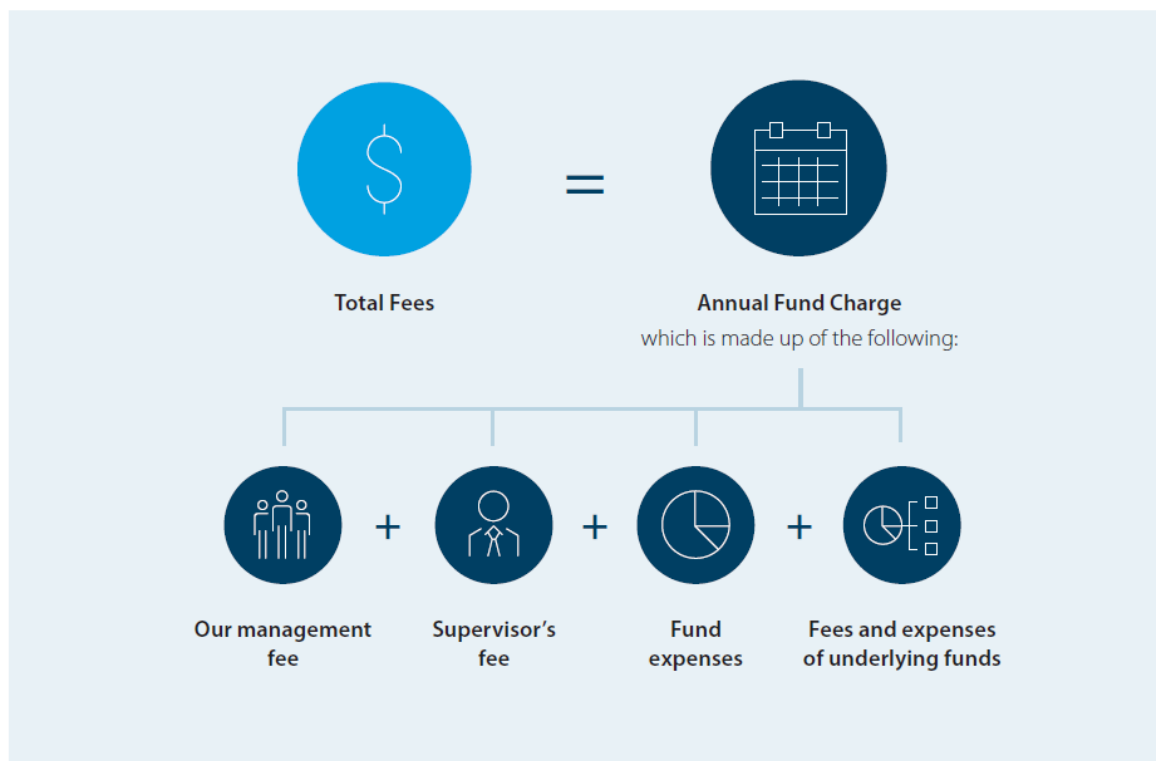 $
=
Total Fees
Annual Fund Charge
which is made up of the following:
+
+
+
Our management
fee
Supervisor’s
fee
Fund
expenses
Fees and expenses
of underlying funds